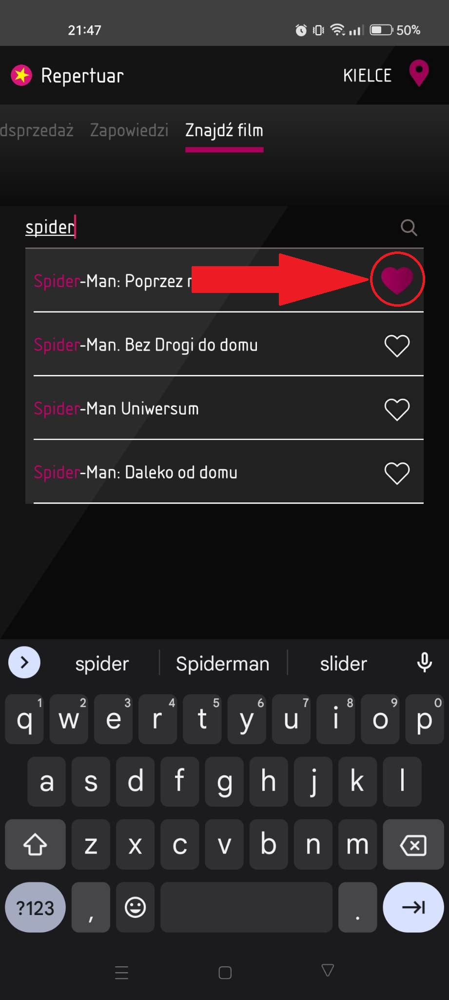 21:47 50%
Repertuar KIELCE
dsprzedaż Zapowiedzi Znajdź film
spider
Spider-Man: Poprzez
Spider-Man. Bez Drogi do domu
Spider-Man Uniwersum
Spider-Man: Daleko od domu
spider Spiderman slider
1 2 3 4 5 6 7 8 9 0
q w e r t y u i o p
a s d f g h j k l
z x c v b n m
?123 , .